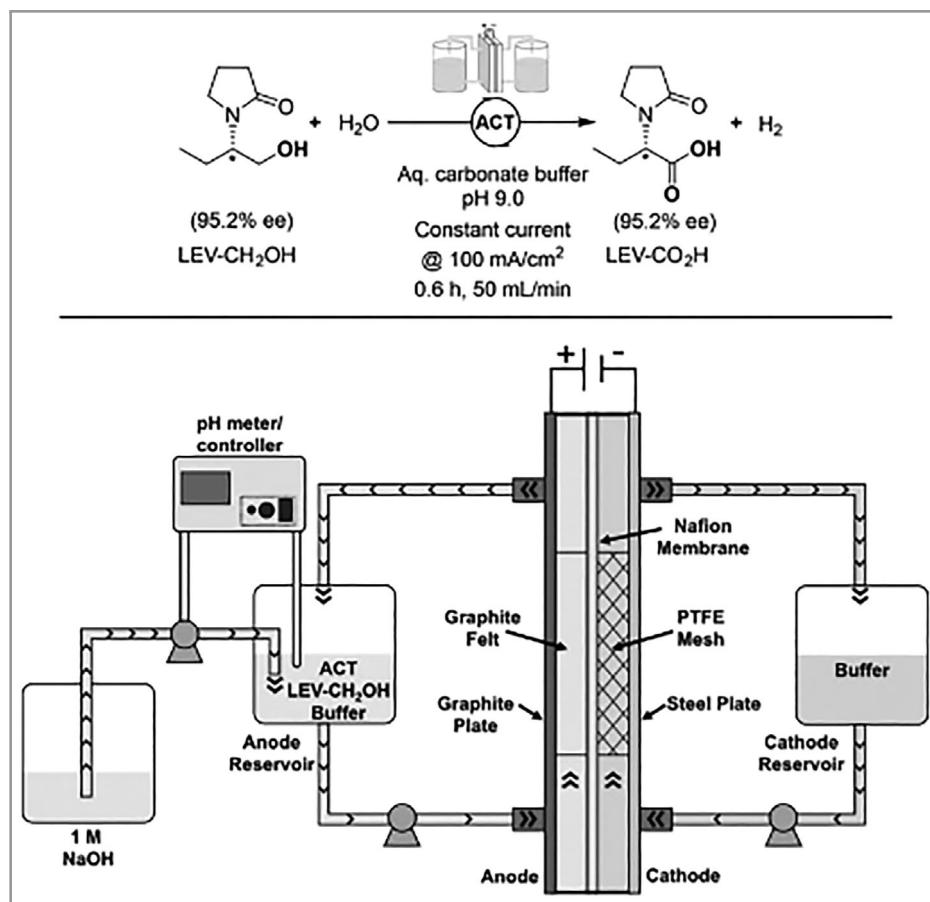 N
O
OH
+ H₂O
ACT
N
O
OH
O
+ H₂
(95.2% ee)
LEV-CH₂OH
Aq. carbonate buffer
pH 9.0
Constant current
@ 100 mA/cm²
0.6 h, 50 mL/min
(95.2% ee)
LEV-CO₂H
+ -
pH meter/
controller
Nafion
Membrane
Graphite
Felt
PTFE
Mesh
ACT
LEV-CH₂OH
Buffer
Buffer
Graphite
Plate
Steel Plate
Anode
Reservoir
Cathode
Reservoir
1 M
NaOH
Anode
Cathode